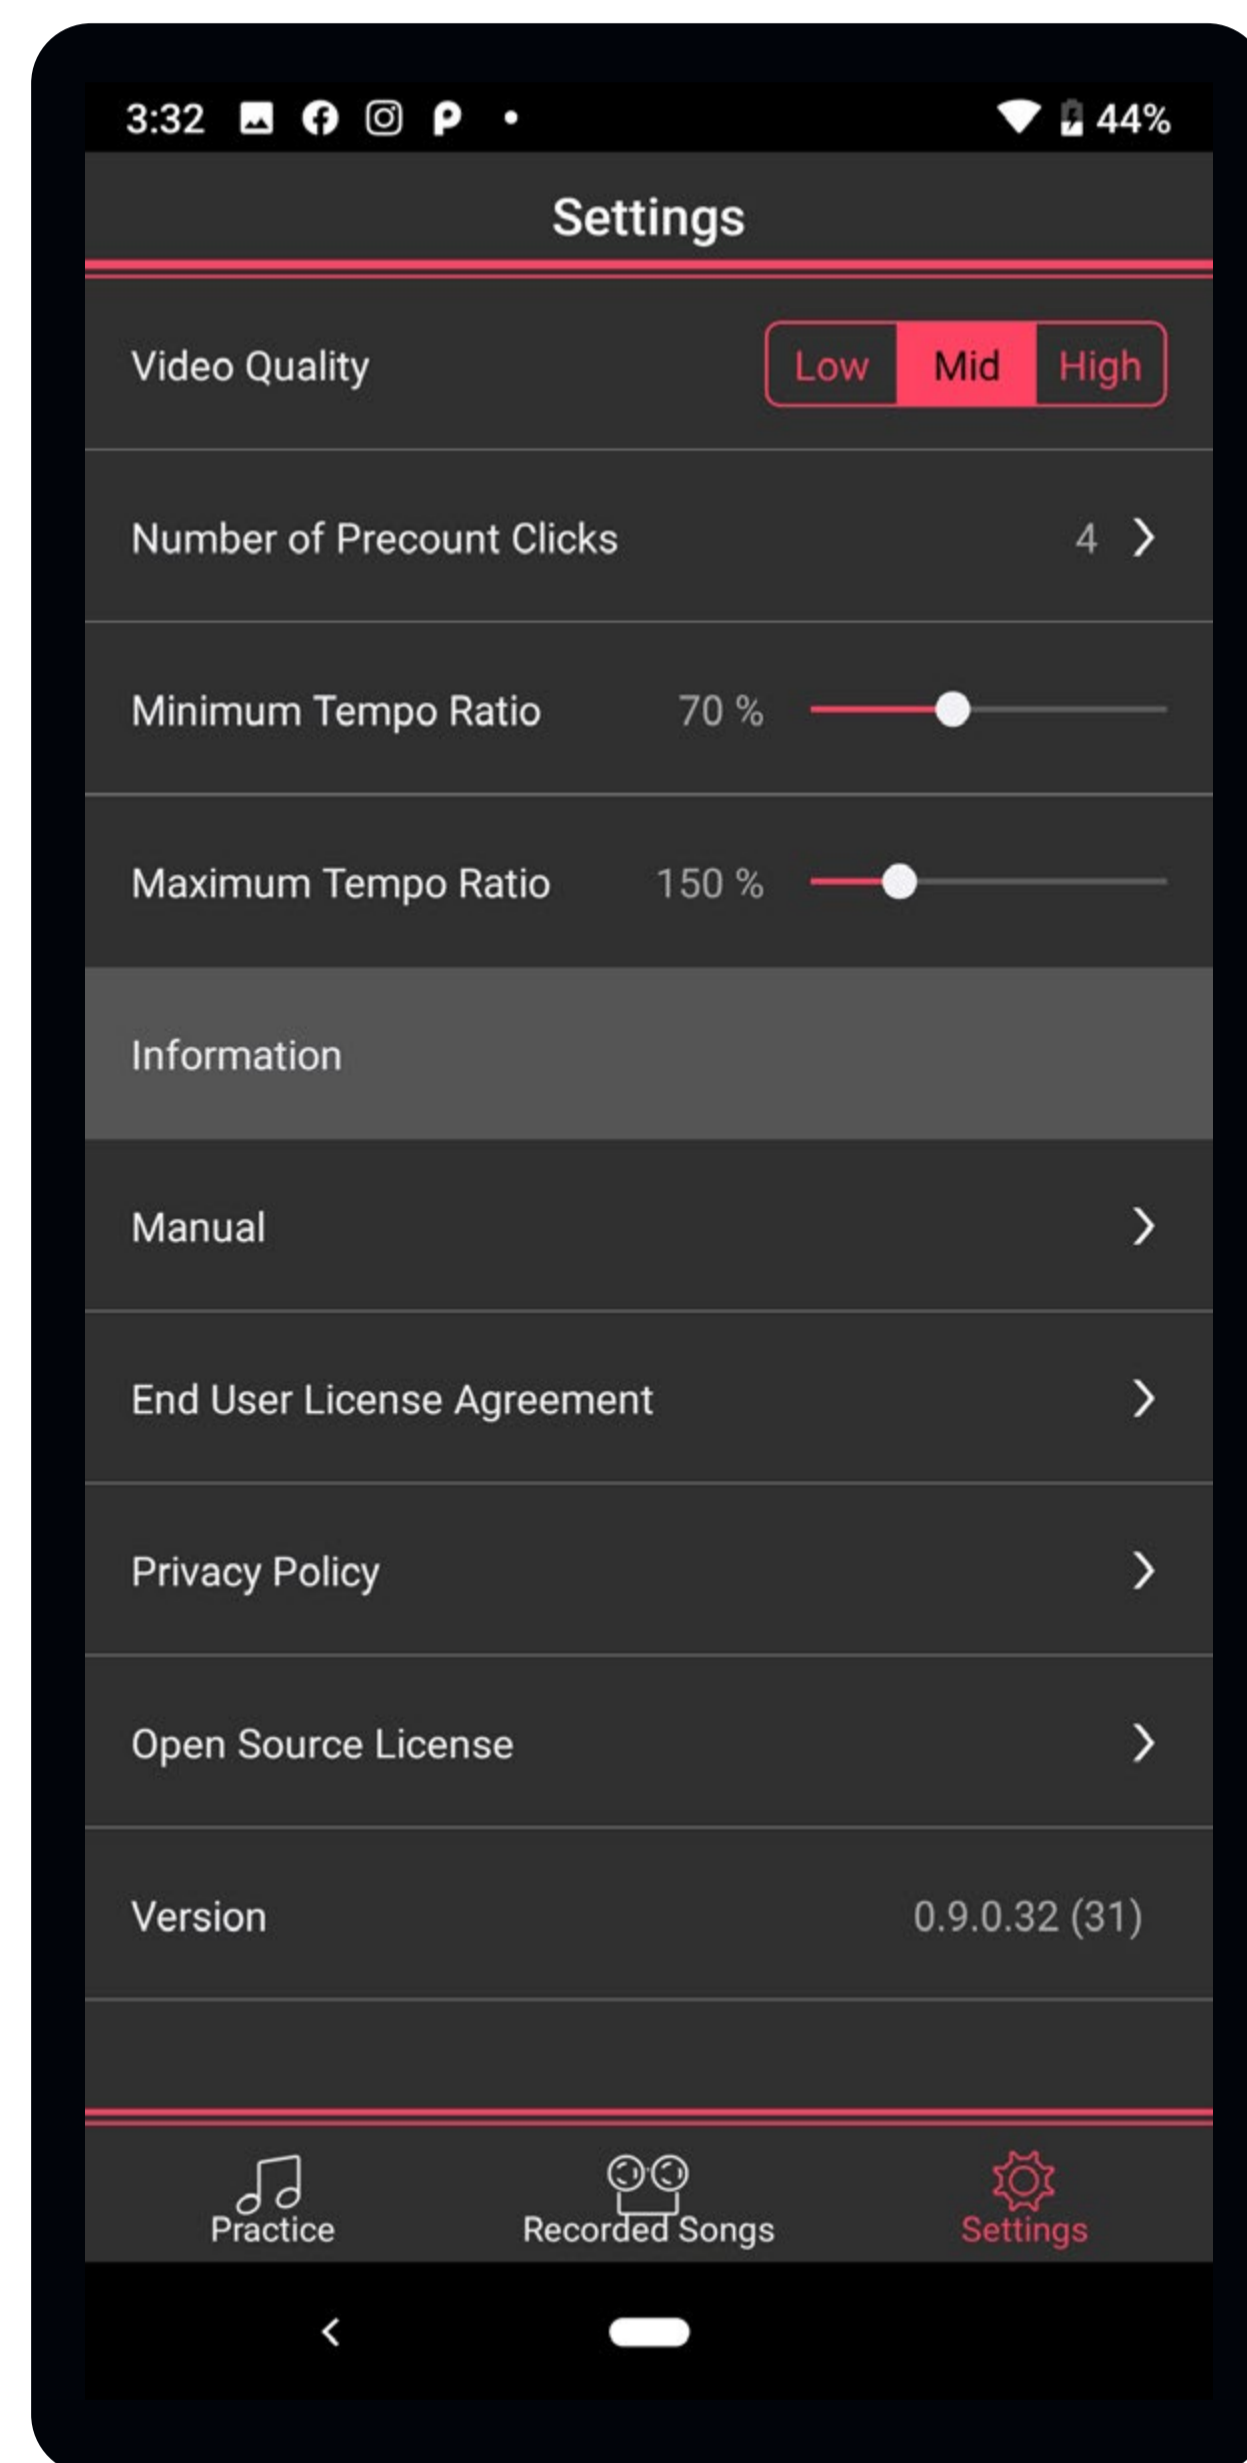 3:32 44%
Settings
Video Quality Low Mid High
Number of Precount Clicks 4
Minimum Tempo Ratio 70 %
Maximum Tempo Ratio 150 %
Information
Manual
End User License Agreement
Privacy Policy
Open Source License
Version 0.9.0.32 (31)
Practice Recorded Songs Settings